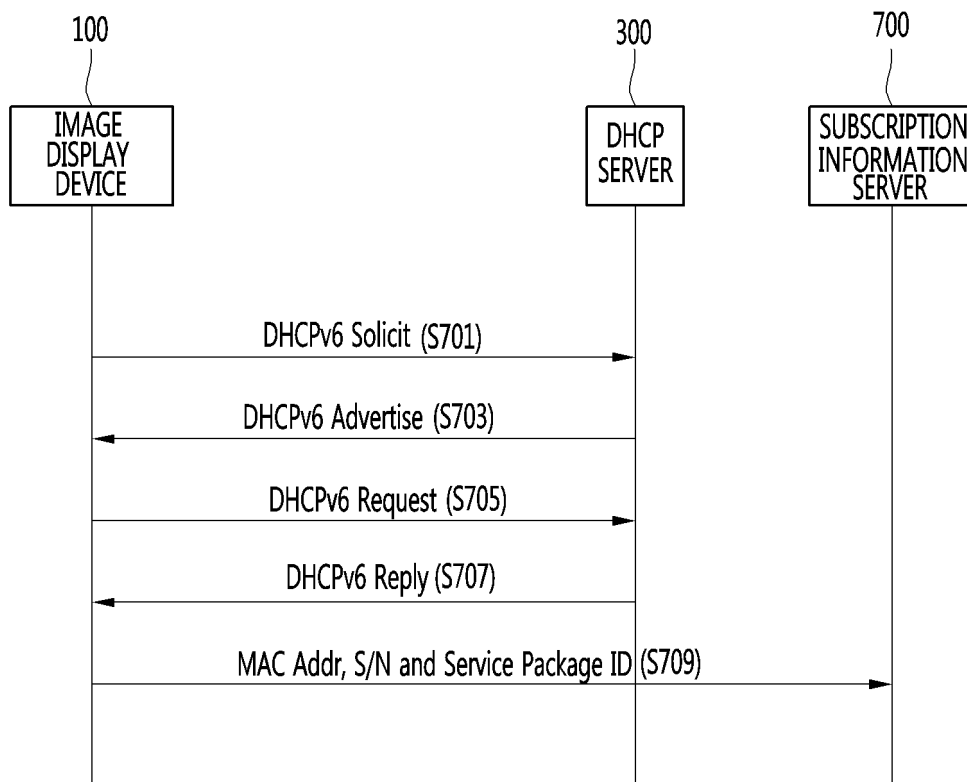 100
300
700
IMAGE
DISPLAY
DEVICE
DHCP
SERVER
SUBSCRIPTION
INFORMATION
SERVER
DHCPv6 Solicit (S701)
DHCPv6 Advertise (S703)
DHCPv6 Request (S705)
DHCPv6 Reply (S707)
MAC Addr, S/N and Service Package ID (S709)